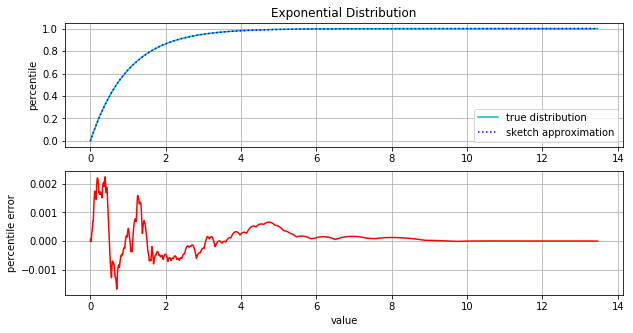 Exponential Distribution
percentile
1.0
0.8
0.6
0.4
0.2
0.0
true distribution
sketch approximation
0 2 4 6 8 10 12 14
percentile error
0.002
0.001
0.000
−0.001
0 2 4 6 8 10 12 14
value